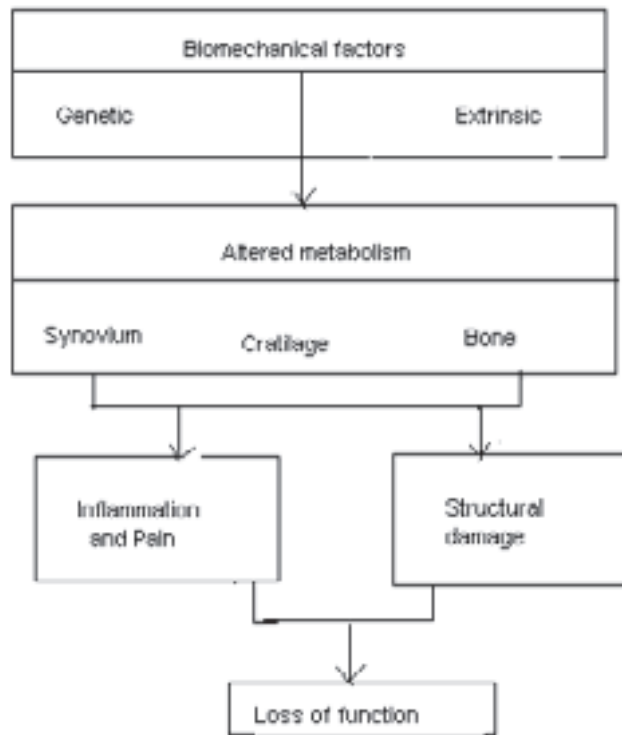 Biomechanical factors
Genetic
Extrinsic
Altered metabolism
Synovium
Cratilage
Bone
Inflammation
and Pain
Structural
damage
Loss of function